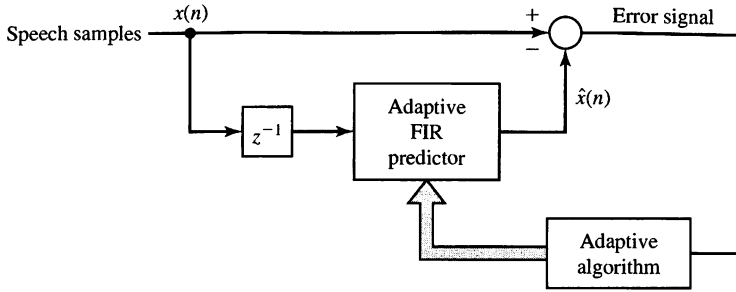 x(n)
Speech samples
+
−
Error signal
x̂(n)
z⁻¹
Adaptive
FIR
predictor
Adaptive
algorithm